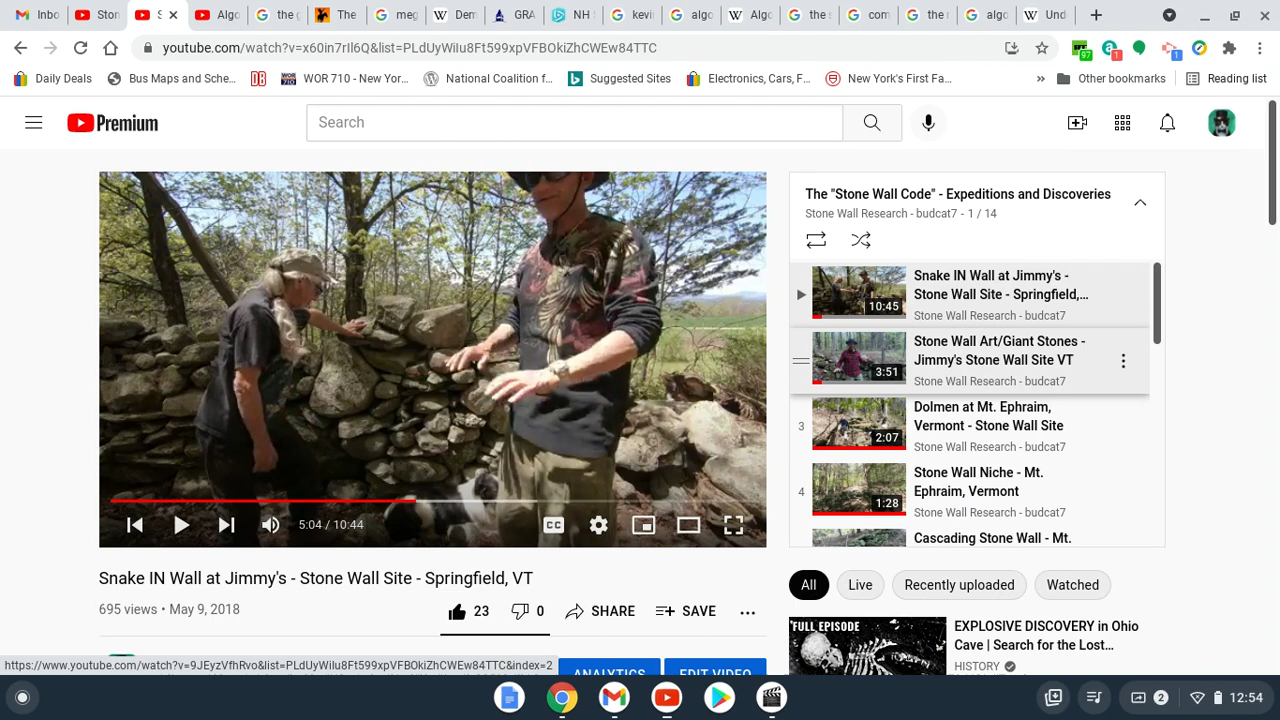 Inbo
Ston
S
Algo
the g
The
meg
Dem
GRA
NH S
kevi
algo
Algo
the s
com
the r
algo
Und
youtube.com/watch?v=x60in7rIl6Q&list=PLdUyWiIu8Ft599xpVFBOkiZhCWEw84TTC
97
1
1
Daily Deals
Bus Maps and Sche...
WOR 710 - New Yor...
National Coalition f...
Suggested Sites
Electronics, Cars, F...
New York's First Fa...
»
Other bookmarks
Reading list
Premium
Search
The "Stone Wall Code" - Expeditions and Discoveries
Stone Wall Research - budcat7 - 1 / 14
Snake IN Wall at Jimmy's -
Stone Wall Site - Springfield,...
Stone Wall Research - budcat7
10:45
Stone Wall Art/Giant Stones -
Jimmy's Stone Wall Site VT
Stone Wall Research - budcat7
3:51
3
Dolmen at Mt. Ephraim,
Vermont - Stone Wall Site
Stone Wall Research - budcat7
2:07
4
Stone Wall Niche - Mt.
Ephraim, Vermont
Stone Wall Research - budcat7
1:28
Cascading Stone Wall - Mt.
5:04 / 10:44
CC
Snake IN Wall at Jimmy's - Stone Wall Site - Springfield, VT
695 views • May 9, 2018
23
0
SHARE
SAVE
All
Live
Recently uploaded
Watched
FULL EPISODE
EXPLOSIVE DISCOVERY in Ohio
Cave | Search for the Lost...
HISTORY
ANALYTICS
EDIT VIDEO
https://www.youtube.com/watch?v=9JEyzVfhRvo&list=PLdUyWiIu8Ft599xpVFBOkiZhCWEw84TTC&index=2
2
12:54